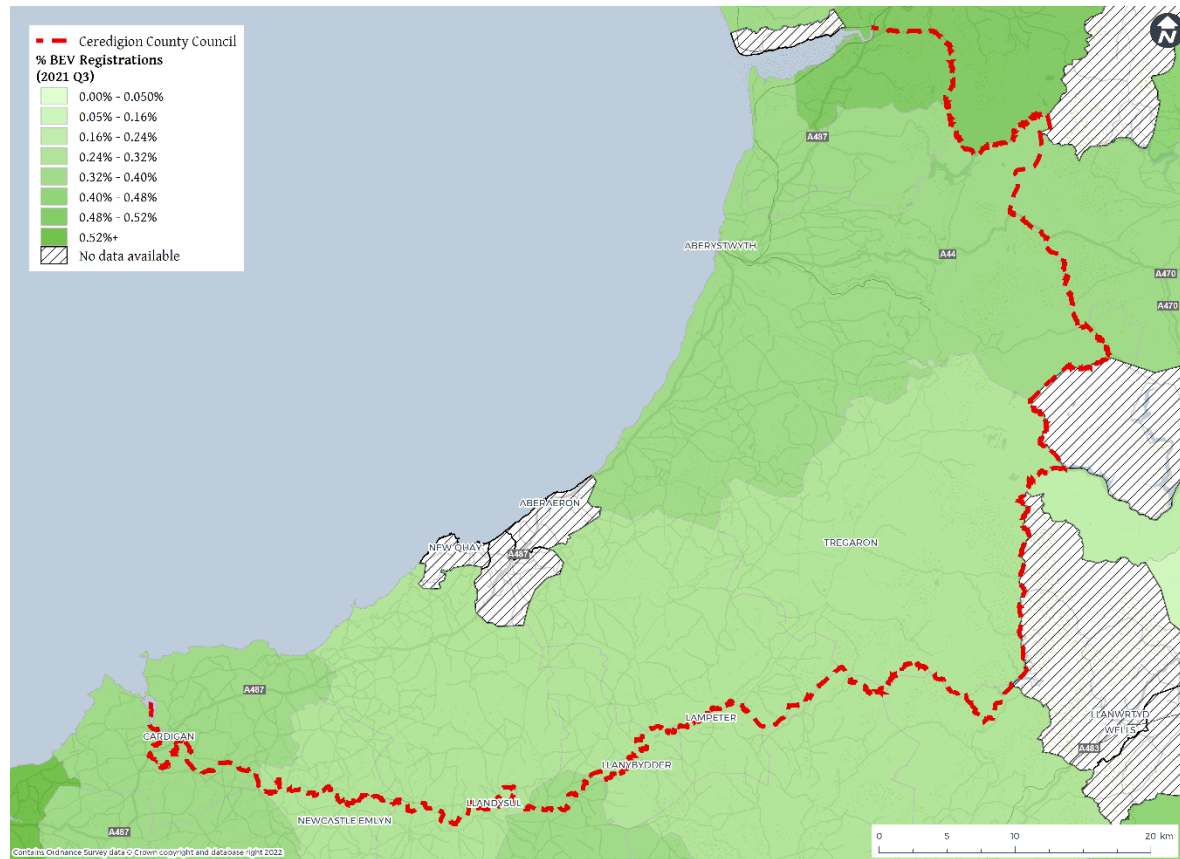 Ceredigion County Council
% BEV Registrations
(2021 Q3)
0.00% - 0.050%
0.05% - 0.16%
0.16% - 0.24%
0.24% - 0.32%
0.32% - 0.40%
0.40% - 0.48%
0.48% - 0.52%
0.52%+
No data available
N
A487
ABERYSTWYTH
A44
A470
A470
ABERAERON
NEW QUAY
A487
TREGARON
A487
CARDIGAN
LAMPETER
LLANWRTYD
WELLS
A483
LLANYBYDDER
LLANDYSUL
NEWCASTLE EMLYN
A487
0 5 10 20 km
Contains Ordnance Survey data © Crown copyright and database right 2022